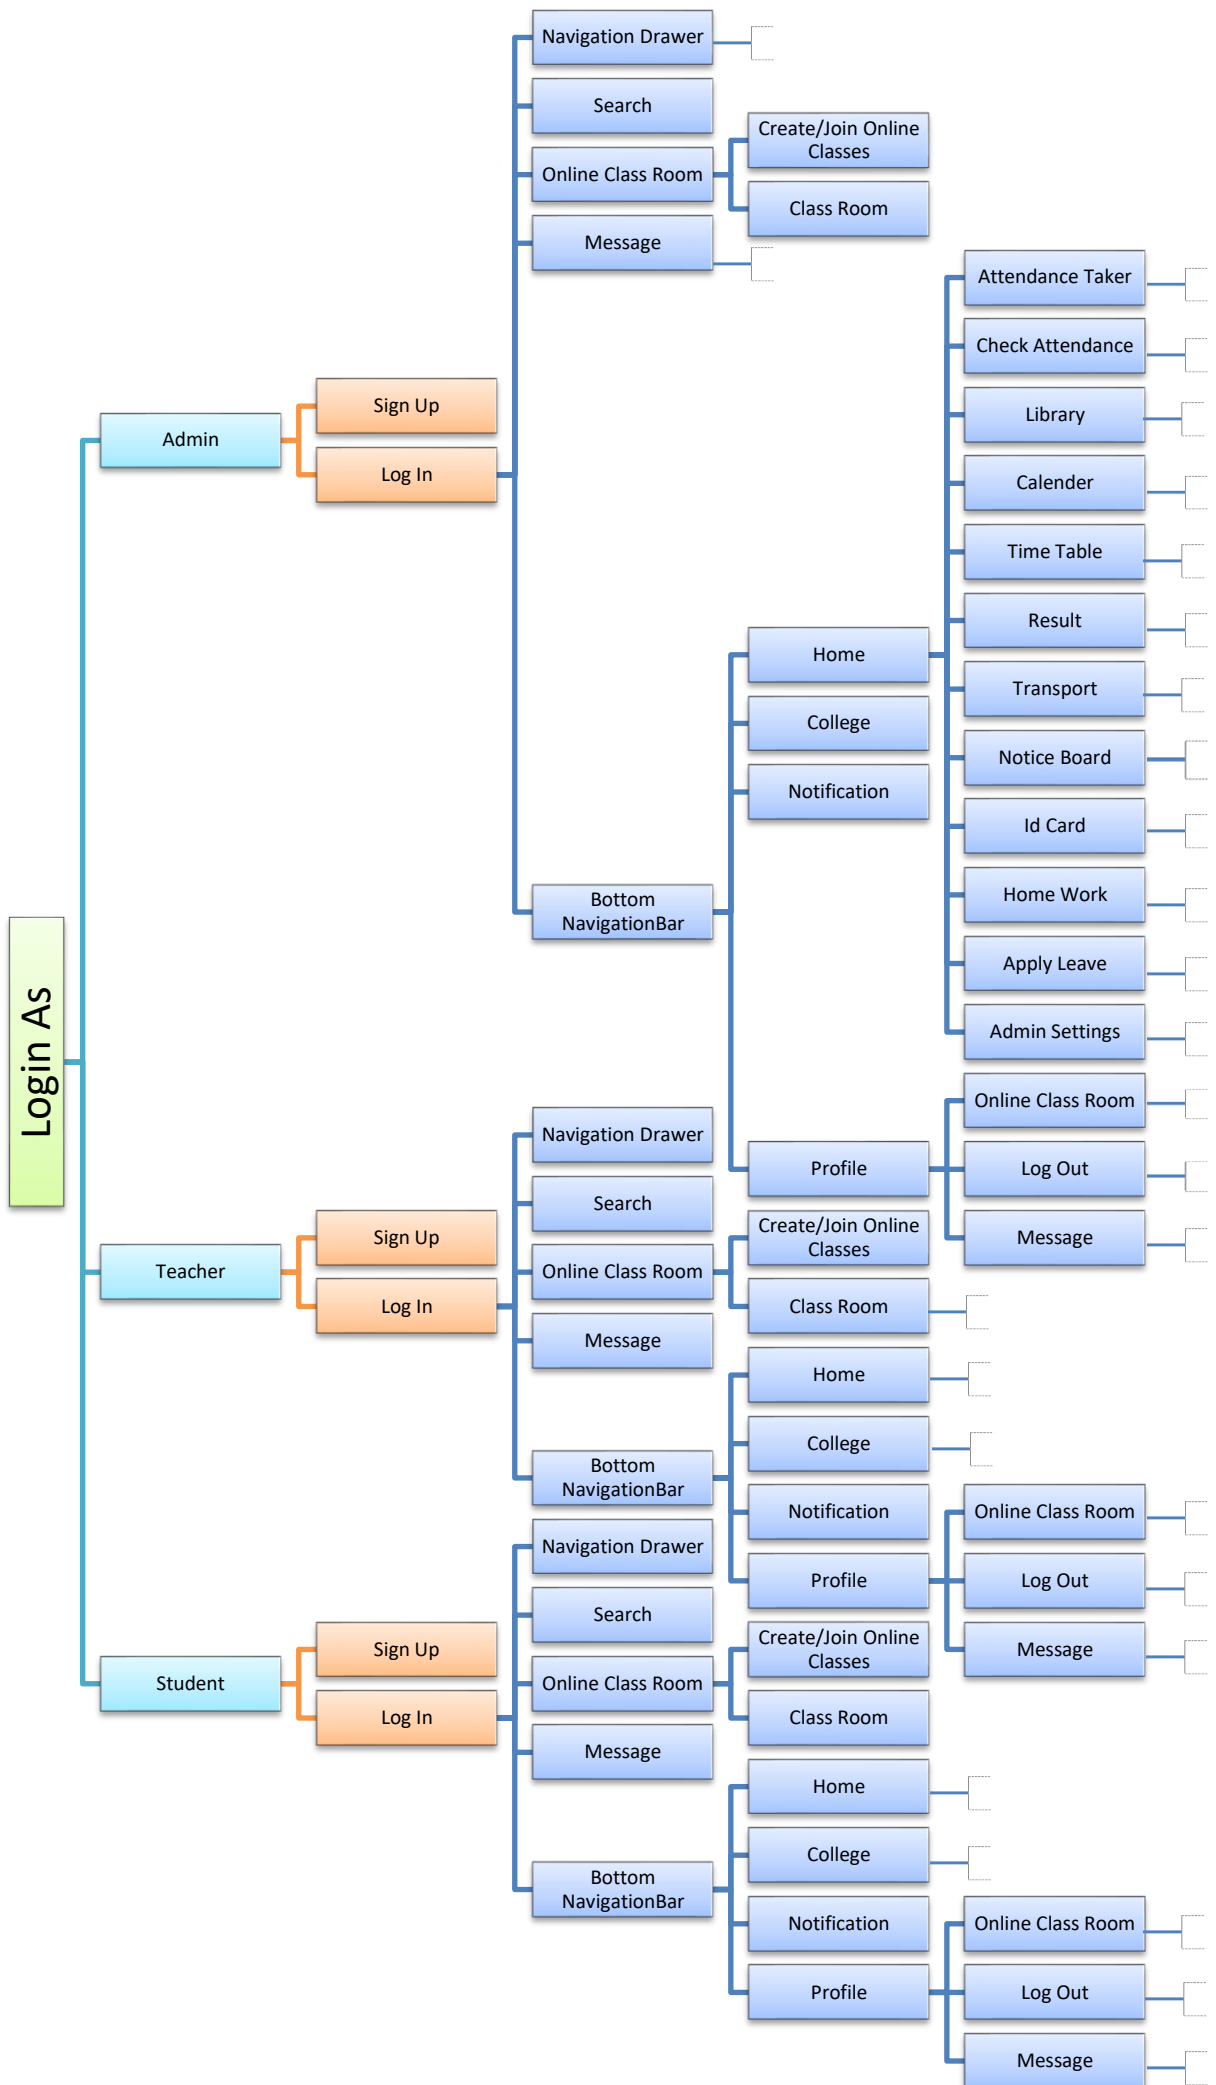 Login As
Admin
Sign Up
Log In
Navigation Drawer
Search
Online Class Room
Create/Join Online
Classes
Class Room
Message
Bottom
NavigationBar
Home
Attendance Taker
Check Attendance
Library
Calender
Time Table
Result
Transport
Notice Board
Id Card
Home Work
Apply Leave
Admin Settings
College
Notification
Profile
Online Class Room
Log Out
Message
Teacher
Sign Up
Log In
Navigation Drawer
Search
Online Class Room
Create/Join Online
Classes
Class Room
Message
Bottom
NavigationBar
Home
College
Notification
Profile
Online Class Room
Log Out
Message
Student
Sign Up
Log In
Navigation Drawer
Search
Online Class Room
Create/Join Online
Classes
Class Room
Message
Bottom
NavigationBar
Home
College
Notification
Profile
Online Class Room
Log Out
Message